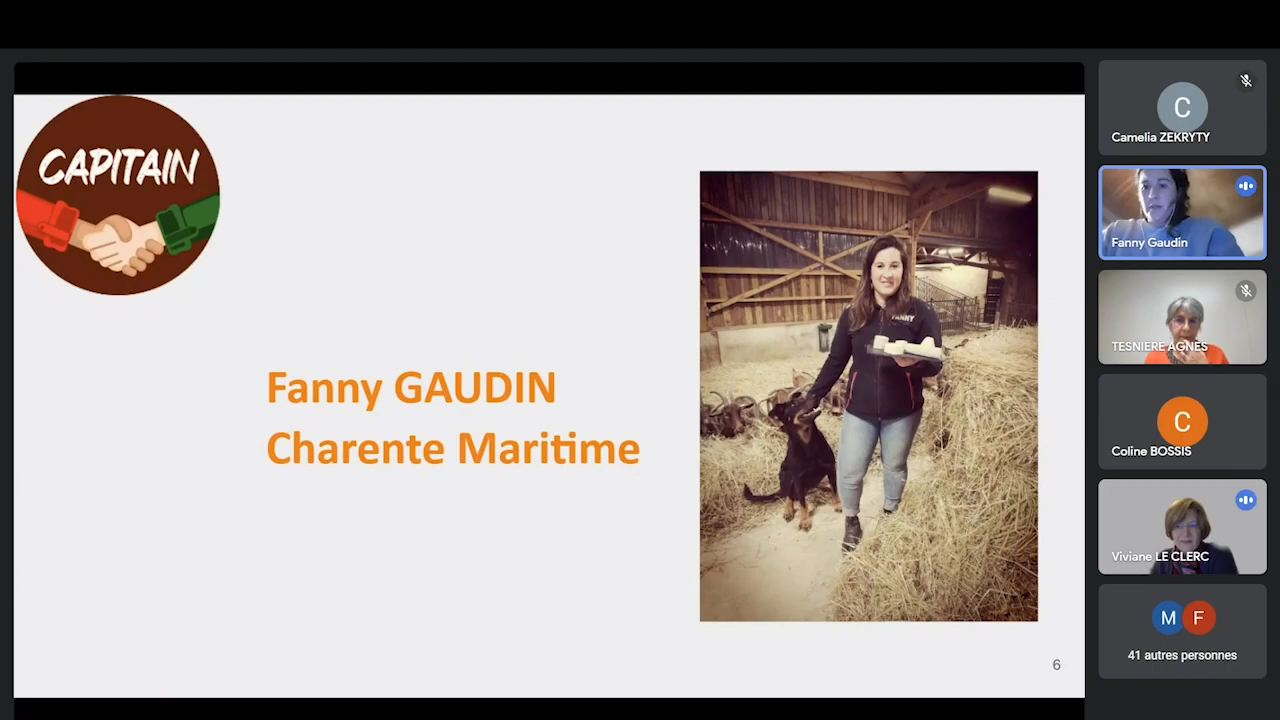 CAPITAIN
Fanny GAUDIN
Charente Maritime
FANNY
6
C
Camelia ZEKRYTY
Fanny Gaudin
TESNIERE AGNES
C
Coline BOSSIS
Viviane LE CLERC
M F
41 autres personnes